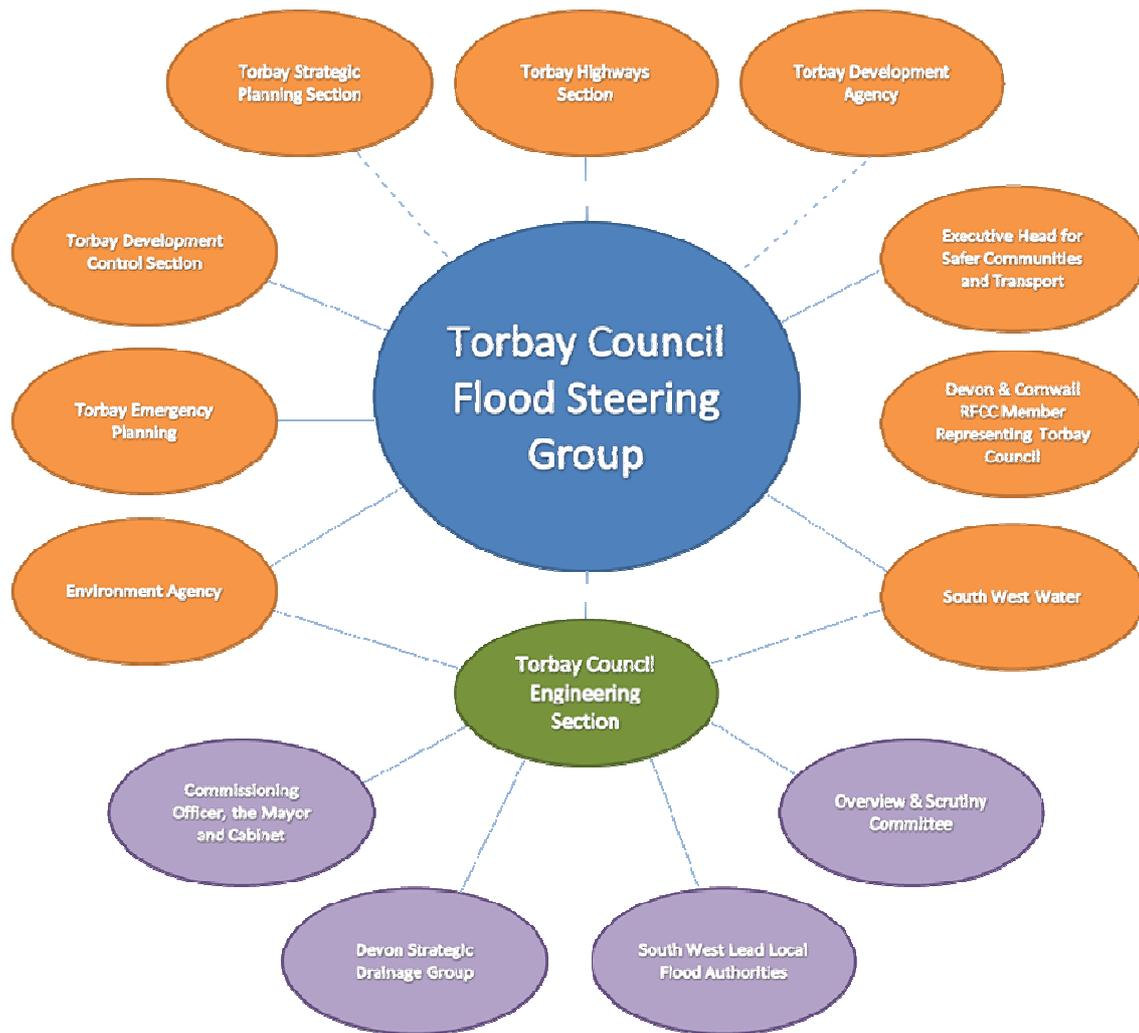 Torbay Strategic
Planning Section
Torbay Highways
Section
Torbay Development
Agency
Torbay Development
Control Section
Executive Head for
Safer Communities
and Transport
Torbay Council
Flood Steering
Group
Torbay Emergency
Planning
Devon & Cornwall
RFCC Member
Representing Torbay
Council
Environment Agency
South West Water
Torbay Council
Engineering
Section
Commissioning
Officer, the Mayor
and Cabinet
Overview & Scrutiny
Committee
Devon Strategic
Drainage Group
South West Lead Local
Flood Authorities